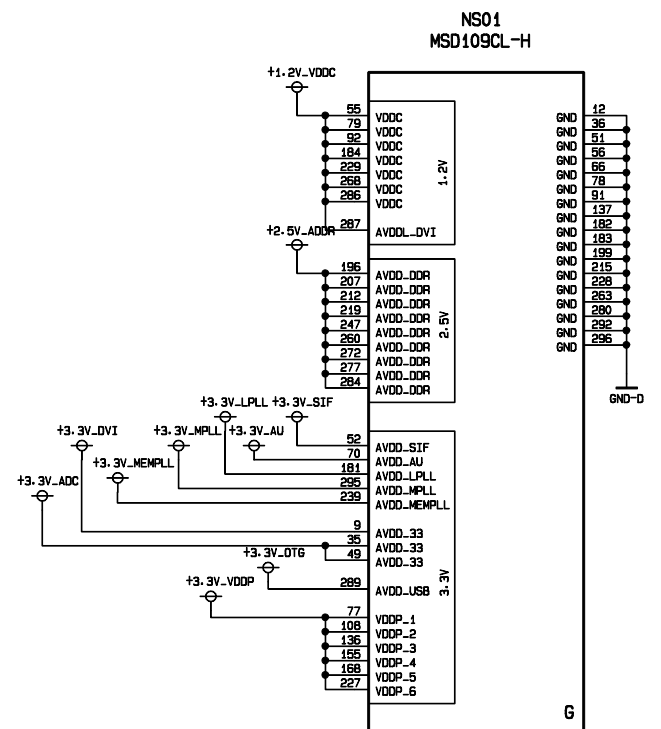 NS01
MSD109CL-H
+1.2V_VDDC
55 VDDC
79 VDDC
92 VDDC
184 VDDC
229 VDDC
268 VDDC
286 VDDC
287 AVDDL_DVI
1.2V
+2.5V_ADDR
196 AVDD_DDR
207 AVDD_DDR
212 AVDD_DDR
219 AVDD_DDR
247 AVDD_DDR
260 AVDD_DDR
272 AVDD_DDR
277 AVDD_DDR
284 AVDD_DDR
2.5V
+3.3V_LPLL +3.3V_SIF
+3.3V_DVI +3.3V_MPLL +3.3V_AU
+3.3V_MEMPLL
+3.3V_ADC
52 AVDD_SIF
70 AVDD_AU
181 AVDD_LPLL
295 AVDD_MPLL
239 AVDD_MEMPLL
9 AVDD_33
35 AVDD_33
49 AVDD_33
+3.3V_OTG
289 AVDD_USB
3.3V
+3.3V_VDDP
77 VDDP_1
108 VDDP_2
136 VDDP_3
155 VDDP_4
168 VDDP_5
227 VDDP_6
GND 12
GND 36
GND 51
GND 56
GND 66
GND 78
GND 91
GND 137
GND 182
GND 183
GND 199
GND 215
GND 228
GND 263
GND 280
GND 292
GND 296
GND-D
G